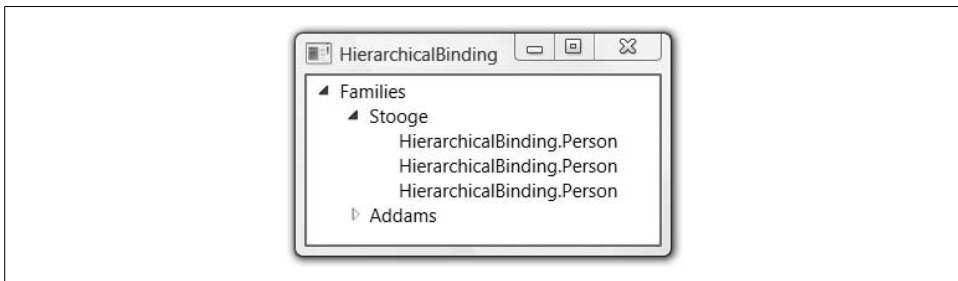 HierarchicalBinding
Families
Stooge
HierarchicalBinding.Person
HierarchicalBinding.Person
HierarchicalBinding.Person
Addams